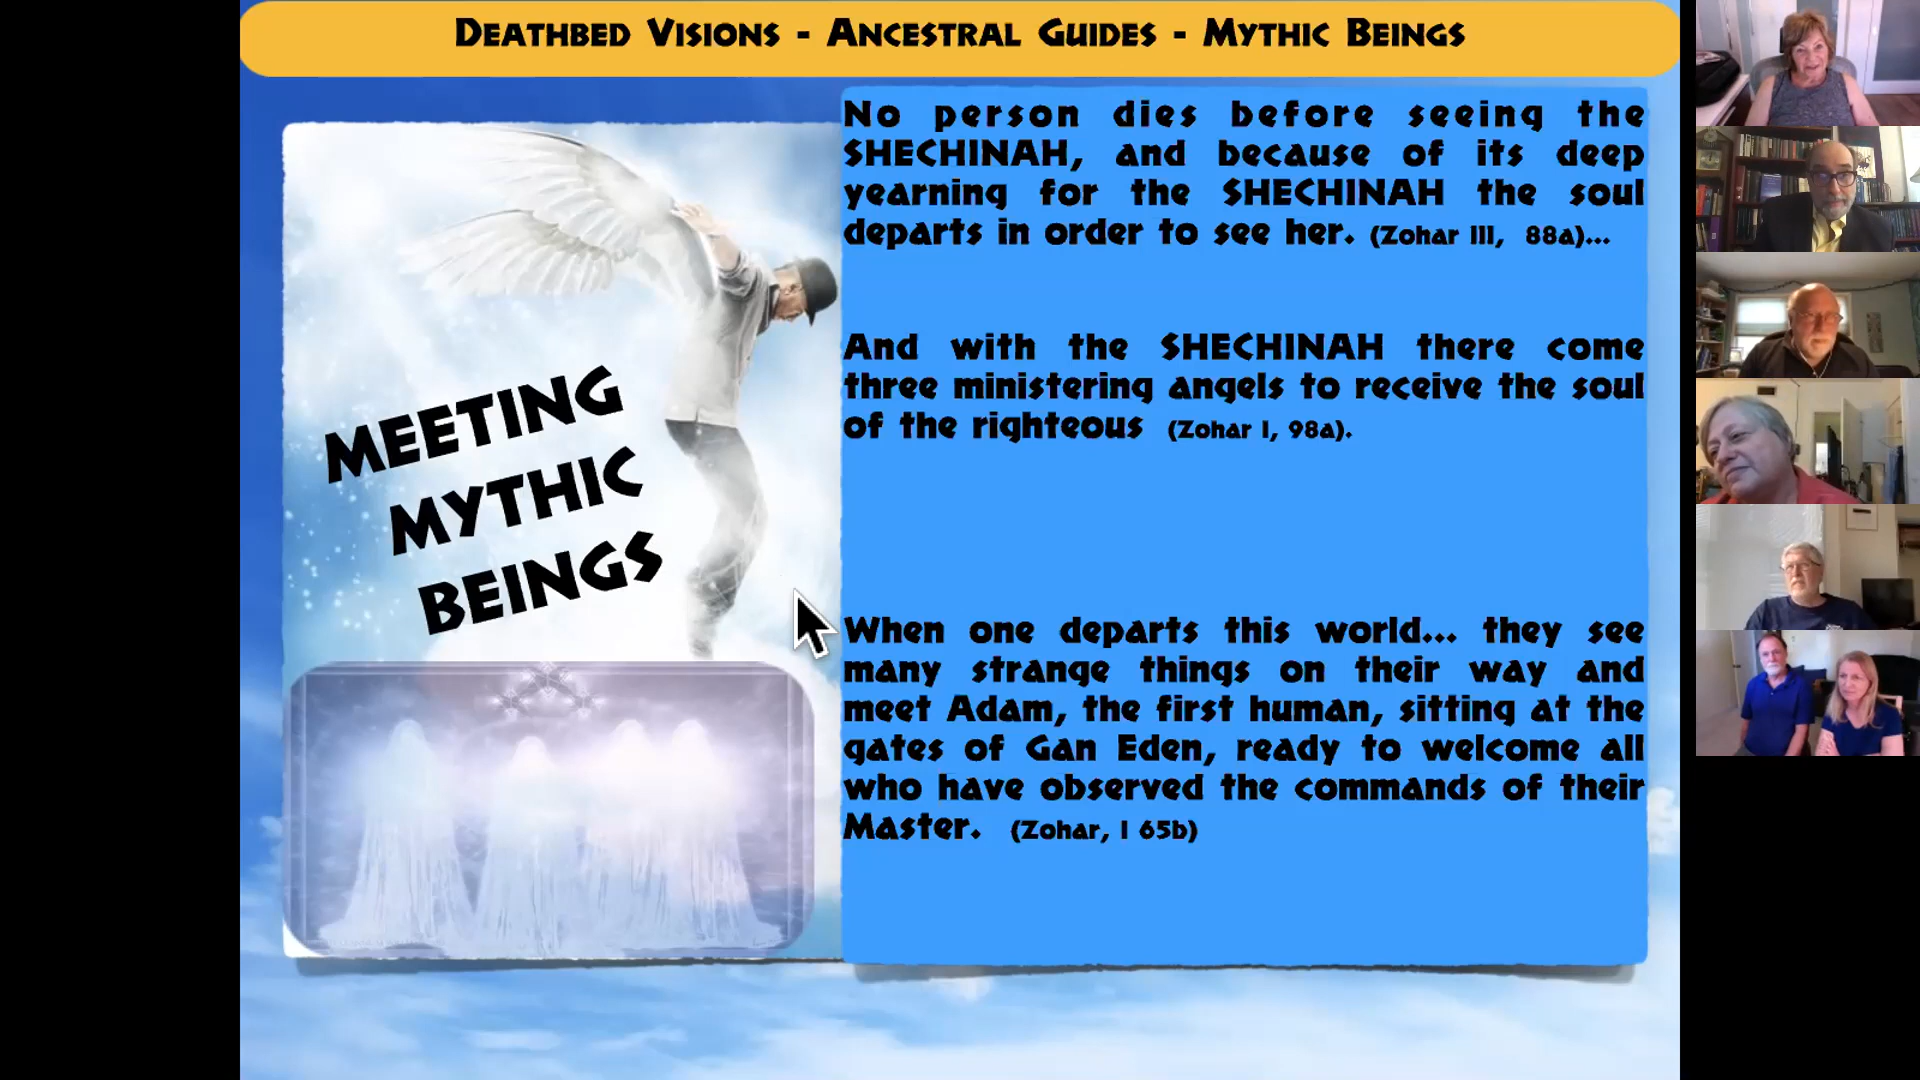 DEATHBED VISIONS - ANCESTRAL GUIDES - MYTHIC BEINGS
MEETING
MYTHIC
BEINGS
No person dies before seeing the
SHECHINAH, and because of its deep
yearning for the SHECHINAH the soul
departs in order to see her. (Zohar III, 88a)...
And with the SHECHINAH there come
three ministering angels to receive the soul
of the righteous (Zohar I, 98a).
When one departs this world... they see
many strange things on their way and
meet Adam, the first human, sitting at the
gates of Gan Eden, ready to welcome all
who have observed the commands of their
Master. (Zohar, I 65b)